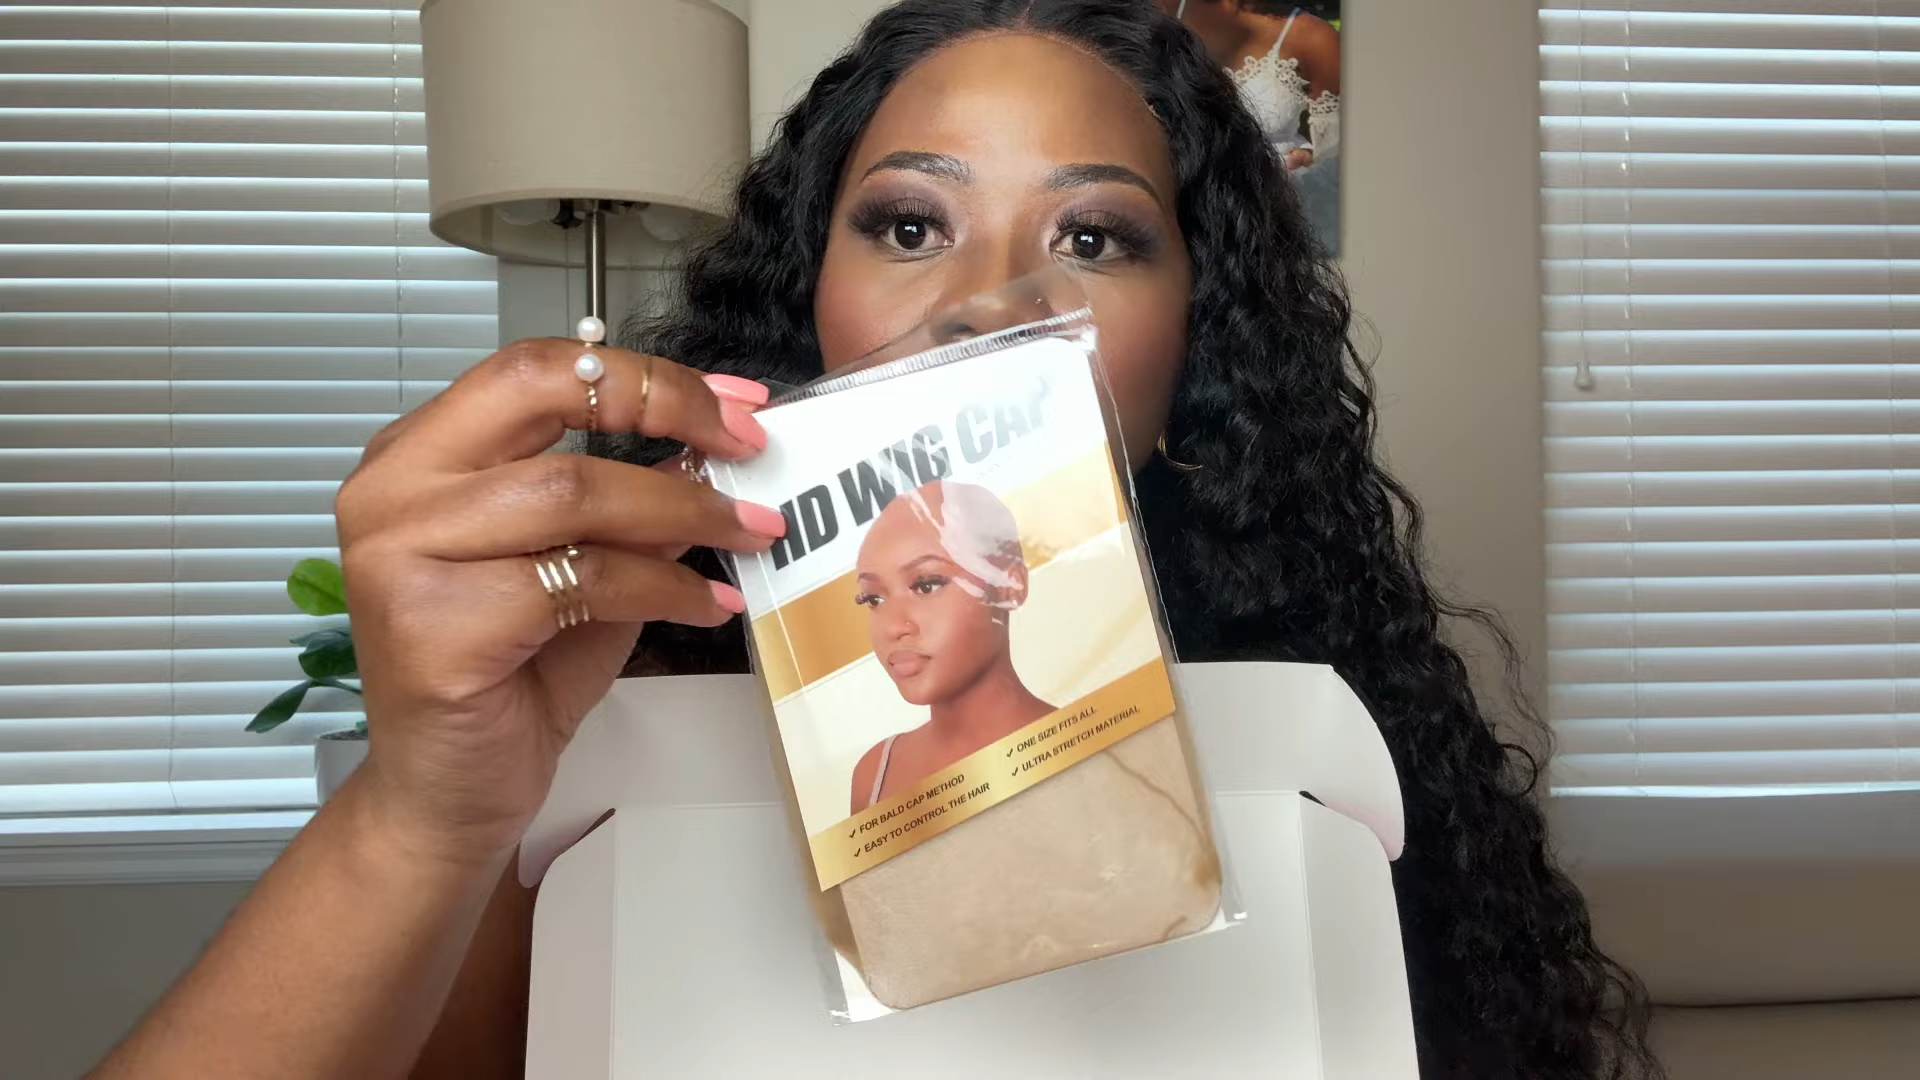 HD WIG CAP
✓ FOR BALD CAP METHOD
✓ EASY TO CONTROL THE HAIR
✓ ONE SIZE FITS ALL
✓ ULTRA STRETCH MATERIAL